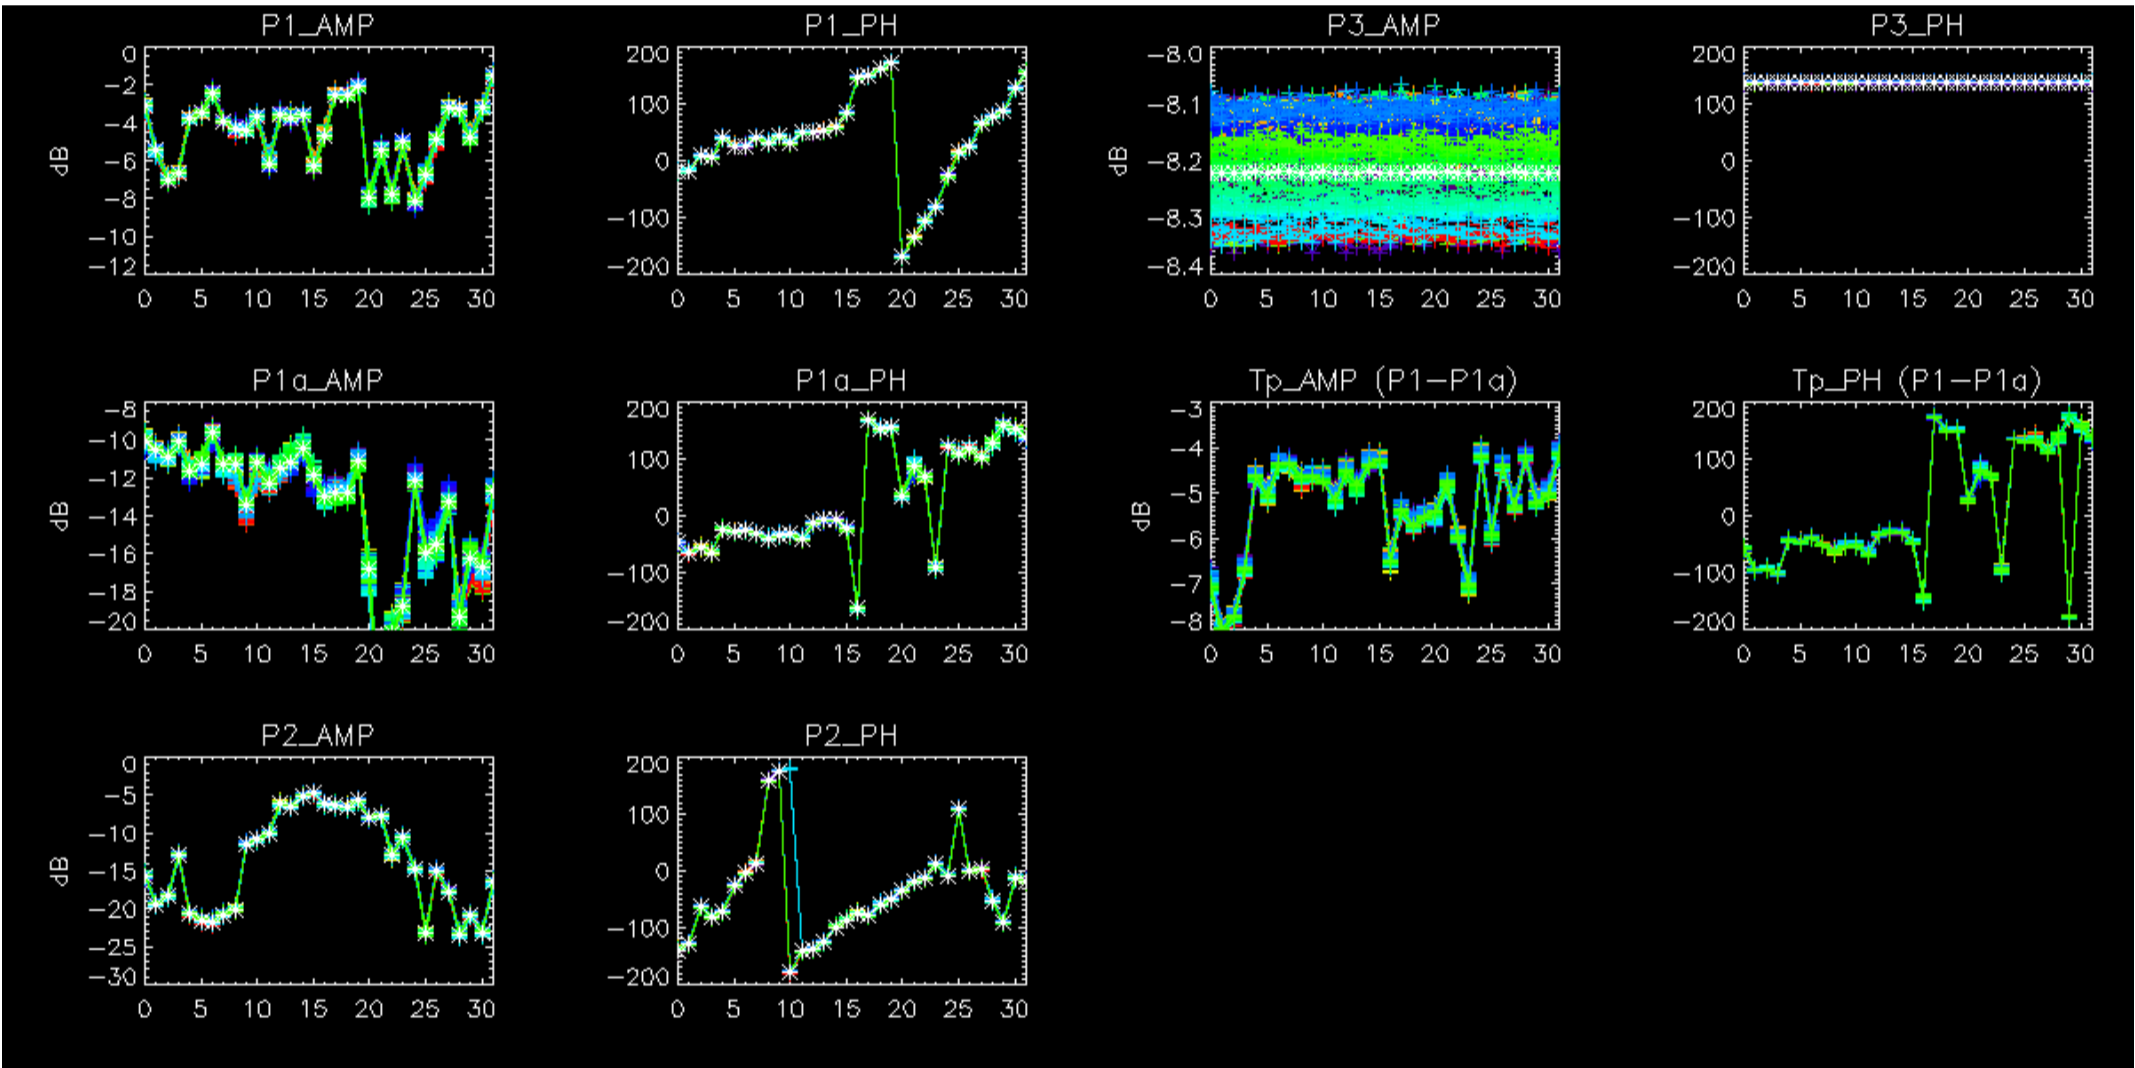 P1_AMP P1_PH P3_AMP P3_PH
0 200 −8.0 200
−2 100 −8.1 100
−4 0 −8.2 0
−6 −100 −8.3 −100
−8 −200 −8.4 −200
−10
−12
dB dB
0 5 10 15 20 25 30 0 5 10 15 20 25 30 0 5 10 15 20 25 30 0 5 10 15 20 25 30
P1a_AMP P1a_PH Tp_AMP (P1−P1a) Tp_PH (P1−P1a)
−8 200 −3 200
−10 100 −4 100
−12 0 −5 0
−14 −100 −6 −100
−16 −200 −7 −200
−18 −8
−20
dB dB
0 5 10 15 20 25 30 0 5 10 15 20 25 30 0 5 10 15 20 25 30 0 5 10 15 20 25 30
P2_AMP P2_PH
0 200
−5 100
−10 0
−15 −100
−20 −200
−25
−30
dB
0 5 10 15 20 25 30 0 5 10 15 20 25 30